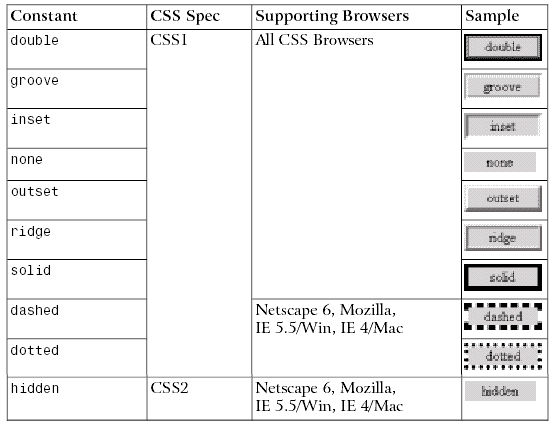 Constant CSS Spec Supporting Browsers Sample
double CSS1 All CSS Browsers double
groove groove
inset inset
none none
outset outset
ridge ridge
solid solid
dashed Netscape 6, Mozilla, dashed
IE 5.5/Win, IE 4/Mac
dotted dotted
hidden CSS2 Netscape 6, Mozilla, hidden
IE 5.5/Win, IE 4/Mac